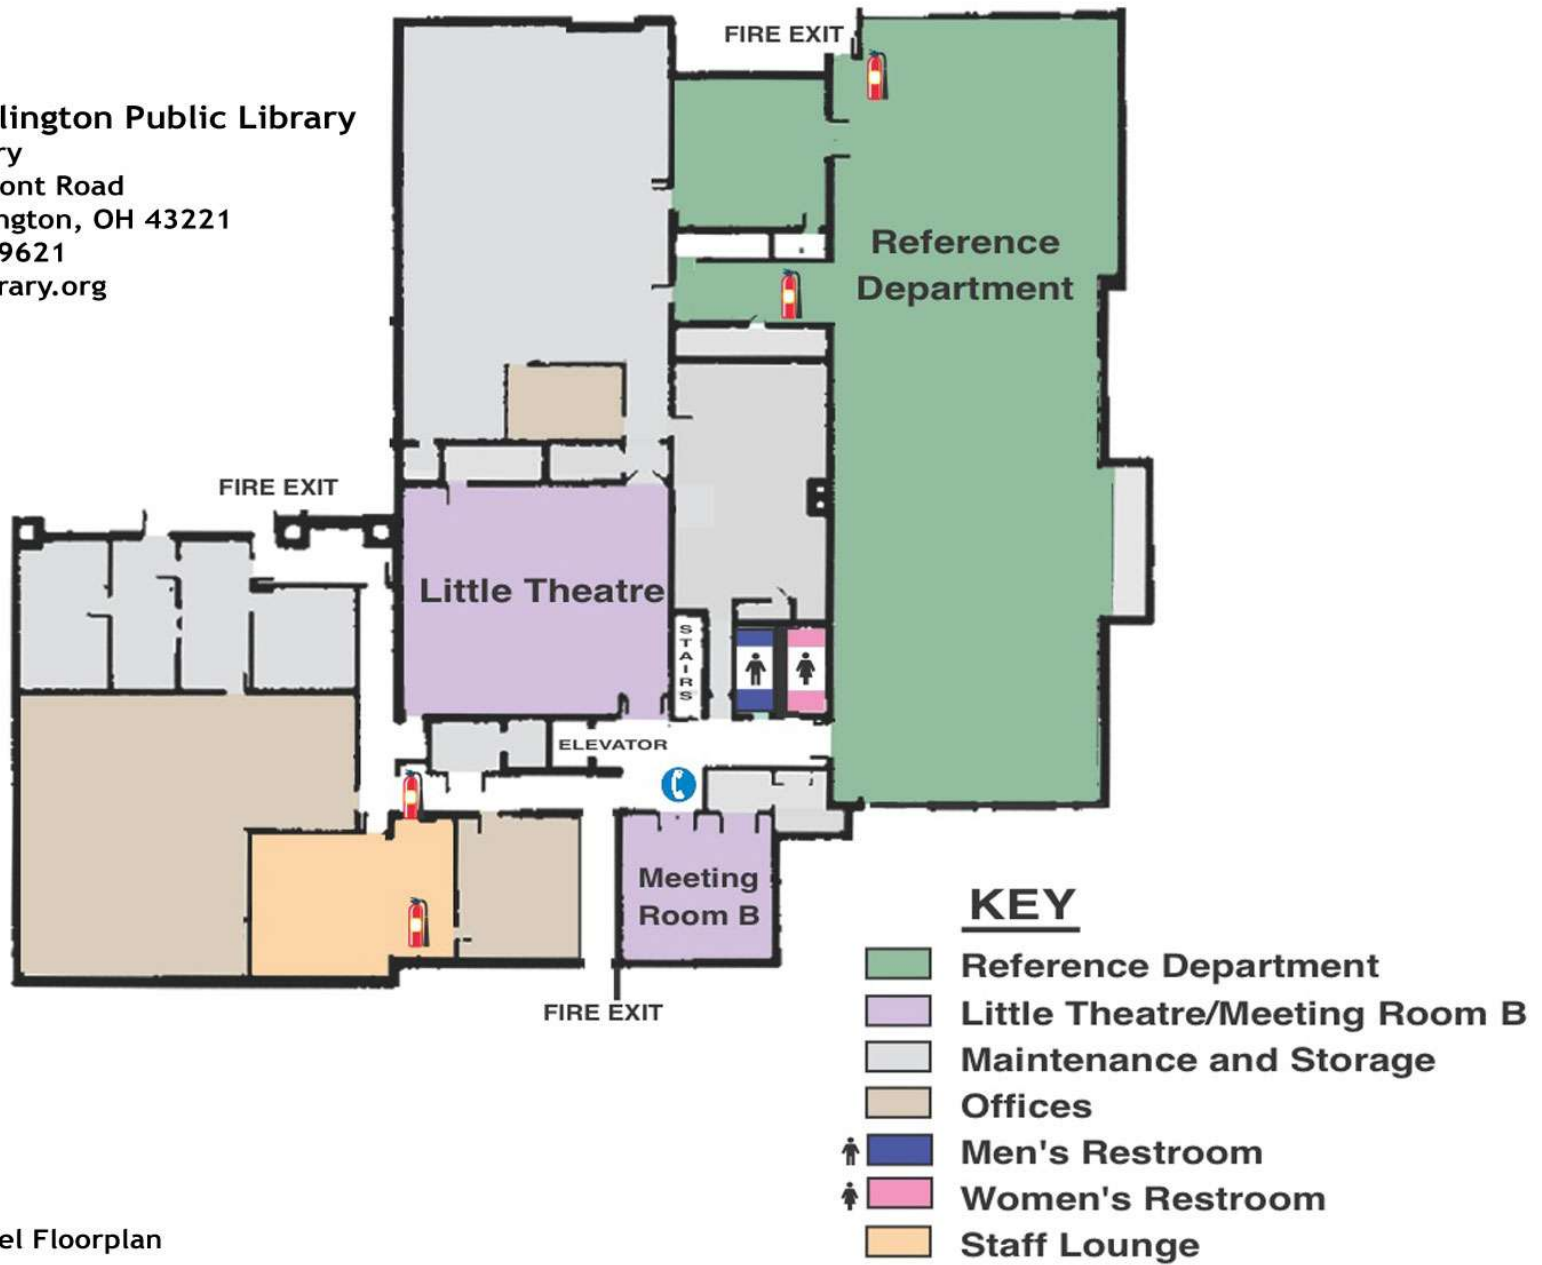 FIRE EXIT
lington Public Library
ry
ont Road
ngton, OH 43221
9621
rary.org
Reference
Department
FIRE EXIT
Little Theatre
STAIRS
ELEVATOR
Meeting
Room B
FIRE EXIT
KEY
Reference Department
Little Theatre/Meeting Room B
Maintenance and Storage
Offices
Men's Restroom
Women's Restroom
Staff Lounge
el Floorplan